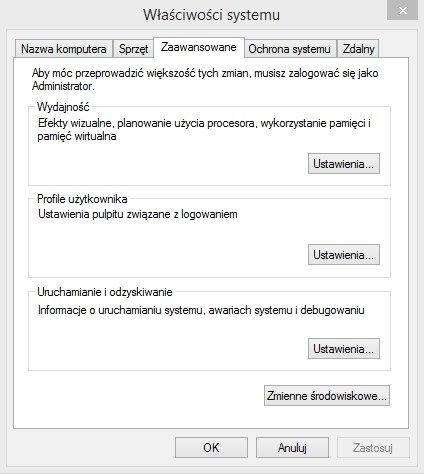 Właściwości systemu
Nazwa komputera
Sprzęt
Zaawansowane
Ochrona systemu
Zdalny
Aby móc przeprowadzić większość tych zmian, musisz zalogować się jako
Administrator.
Wydajność
Efekty wizualne, planowanie użycia procesora, wykorzystanie pamięci i
pamięć wirtualna
Ustawienia...
Profile użytkownika
Ustawienia pulpitu związane z logowaniem
Ustawienia...
Uruchamianie i odzyskiwanie
Informacje o uruchamianiu systemu, awariach systemu i debugowaniu
Ustawienia...
Zmienne środowiskowe...
OK
Anuluj
Zastosuj